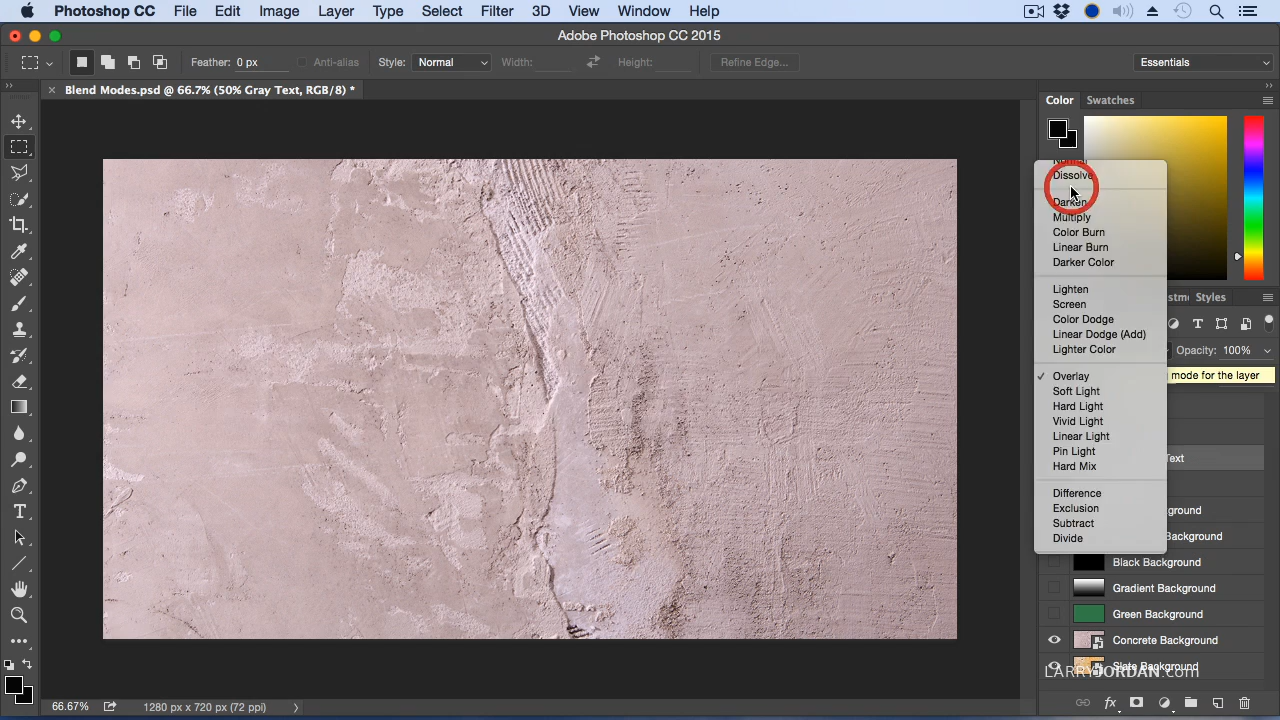 Photoshop CC File Edit Image Layer Type Select Filter 3D View Window Help
Adobe Photoshop CC 2015
Feather: 0 px Anti-alias Style: Normal Width: Height: Refine Edge... Essentials
× Blend Modes.psd @ 66.7% (50% Gray Text, RGB/8) *
Color Swatches
Normal
Dissolve
Darken
Multiply
Color Burn
Linear Burn
Darker Color
Lighten
Styles
Screen
Color Dodge
Linear Dodge (Add)
Lighter Color
Opacity: 100%
Overlay
mode for the layer
Soft Light
Hard Light
Vivid Light
Linear Light
Pin Light
Text
Hard Mix
Difference
Exclusion
Subtract
Divide
Black Background
Gradient Background
Green Background
Concrete Background
Slate Background
LARRYJORDAN.com
66.67% 1280 px x 720 px (72 ppi)